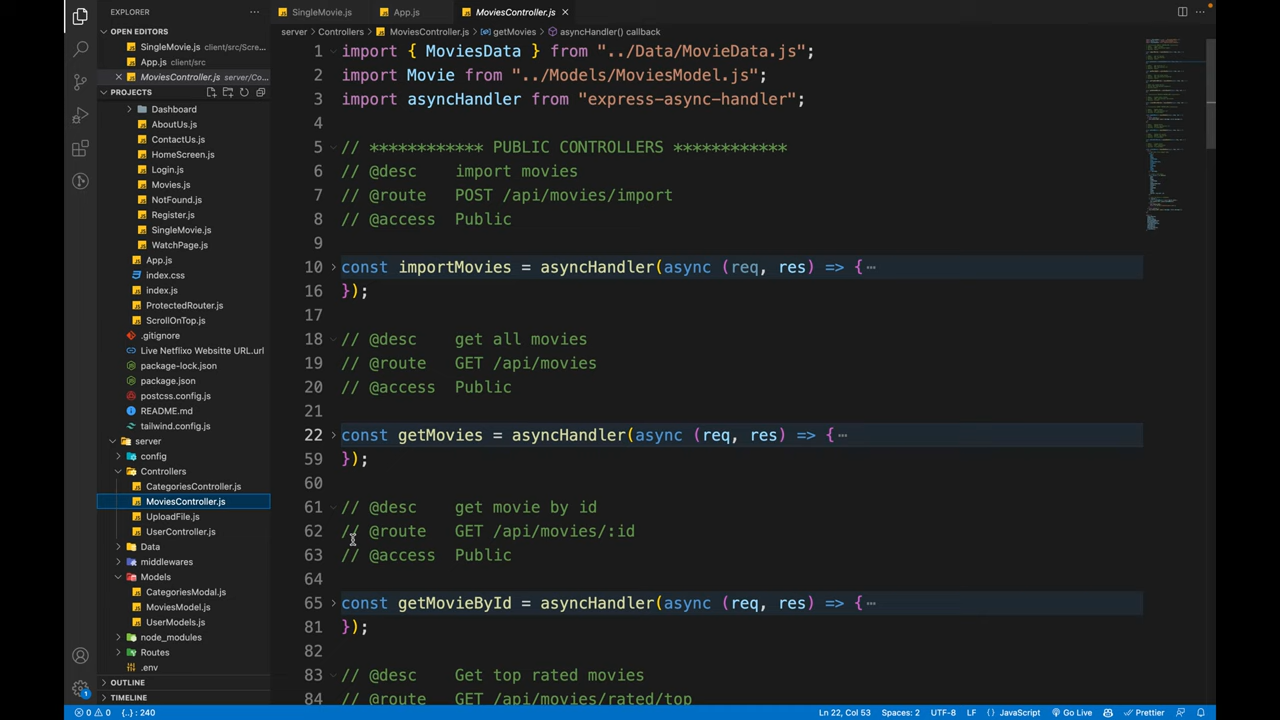 EXPLORER
SingleMovie.js
App.js
MoviesController.js
server
Controllers
MoviesController.js
getMovies
asyncHandler() callback
OPEN EDITORS
SingleMovie.js client/src/Scre...
App.js client/src
MoviesController.js server/Co...
PROJECTS
Dashboard
AboutUs.js
ContactUs.js
HomeScreen.js
Login.js
Movies.js
NotFound.js
Register.js
SingleMovie.js
WatchPage.js
App.js
index.css
index.js
ProtectedRouter.js
ScrollOnTop.js
.gitignore
Live Netflixo Websitte URL.url
package-lock.json
package.json
postcss.config.js
README.md
tailwind.config.js
server
config
Controllers
CategoriesController.js
MoviesController.js
UploadFile.js
UserController.js
Data
middlewares
Models
CategoriesModal.js
MoviesModel.js
UserModels.js
node_modules
Routes
.env
OUTLINE
TIMELINE
1 import { MoviesData } from "../Data/MovieData.js";
2 import Movie from "../Models/MoviesModel.js";
3 import asyncHandler from "express-async-handler";
4
5 // ************ PUBLIC CONTROLLERS ************
6 // @desc import movies
7 // @route POST /api/movies/import
8 // @access Public
9
10 const importMovies = asyncHandler(async (req, res) => { ⋯
16 });
17
18 // @desc get all movies
19 // @route GET /api/movies
20 // @access Public
21
22 const getMovies = asyncHandler(async (req, res) => { ⋯
59 });
60
61 // @desc get movie by id
62 // @route GET /api/movies/:id
63 // @access Public
64
65 const getMovieById = asyncHandler(async (req, res) => { ⋯
81 });
82
83 // @desc Get top rated movies
84 // @route GET /api/movies/rated/top
1
0 0 {..} : 240
Ln 22, Col 53
Spaces: 2
UTF-8
LF
{} JavaScript
Go Live
Prettier